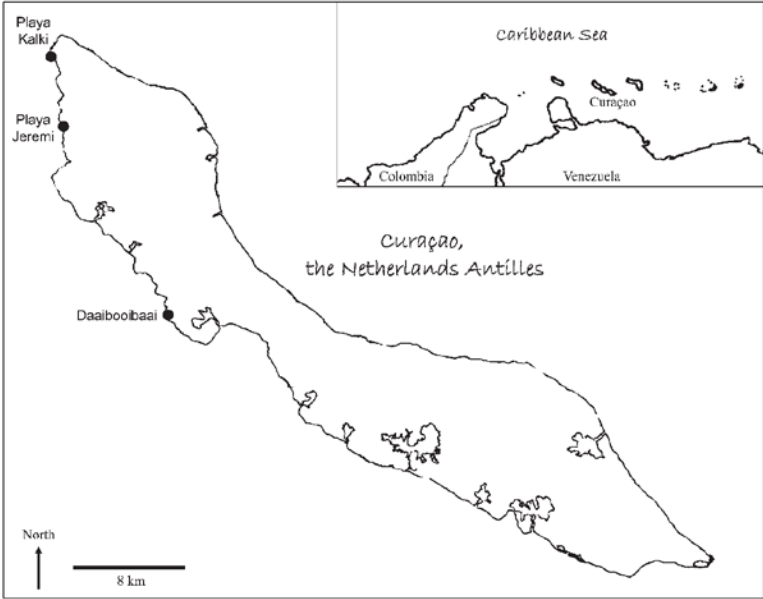 Playa
Kalki
Playa
Jeremi
Daaibooibaai
Caribbean Sea
Curaçao
Colombia
Venezuela
Curaçao,
the Netherlands Antilles
North
8 km